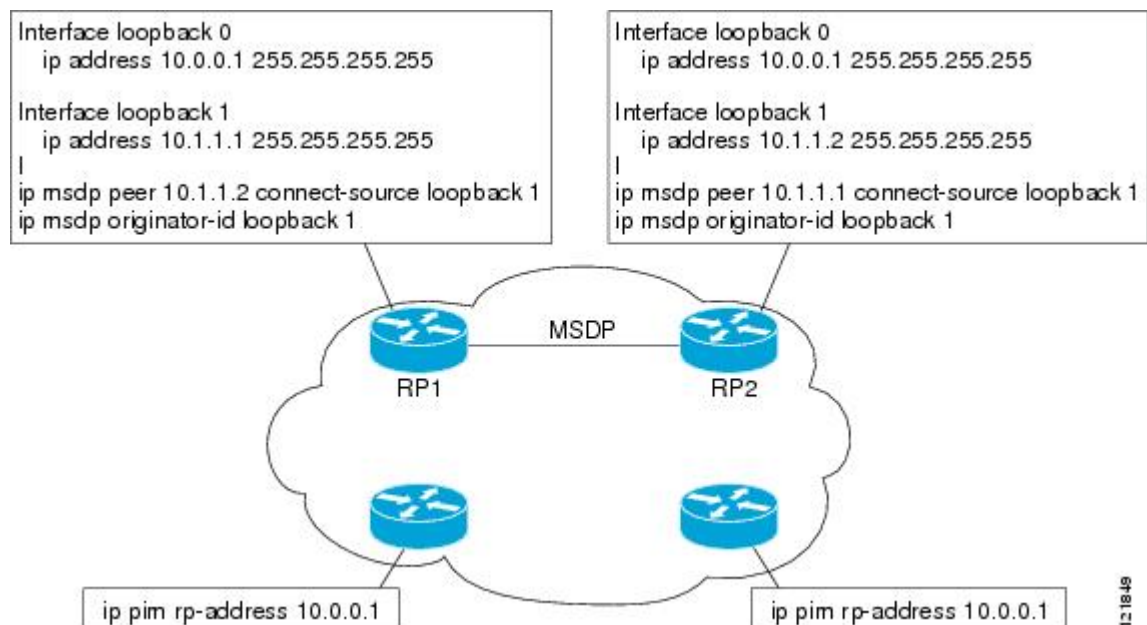 Interface loopback 0
ip address 10.0.0.1 255.255.255.255
Interface loopback 1
ip address 10.1.1.1 255.255.255.255
I
ip msdp peer 10.1.1.2 connect-source loopback 1
ip msdp originator-id loopback 1
Interface loopback 0
ip address 10.0.0.1 255.255.255.255
Interface loopback 1
ip address 10.1.1.2 255.255.255.255
I
ip msdp peer 10.1.1.1 connect-source loopback 1
ip msdp originator-id loopback 1
MSDP
RP1
RP2
ip pim rp-address 10.0.0.1
ip pim rp-address 10.0.0.1
121849